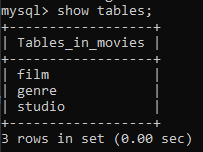 mysql> show tables;
+------------------+
| Tables_in_movies |
+------------------+
| film             |
| genre            |
| studio           |
+------------------+
3 rows in set (0.00 sec)